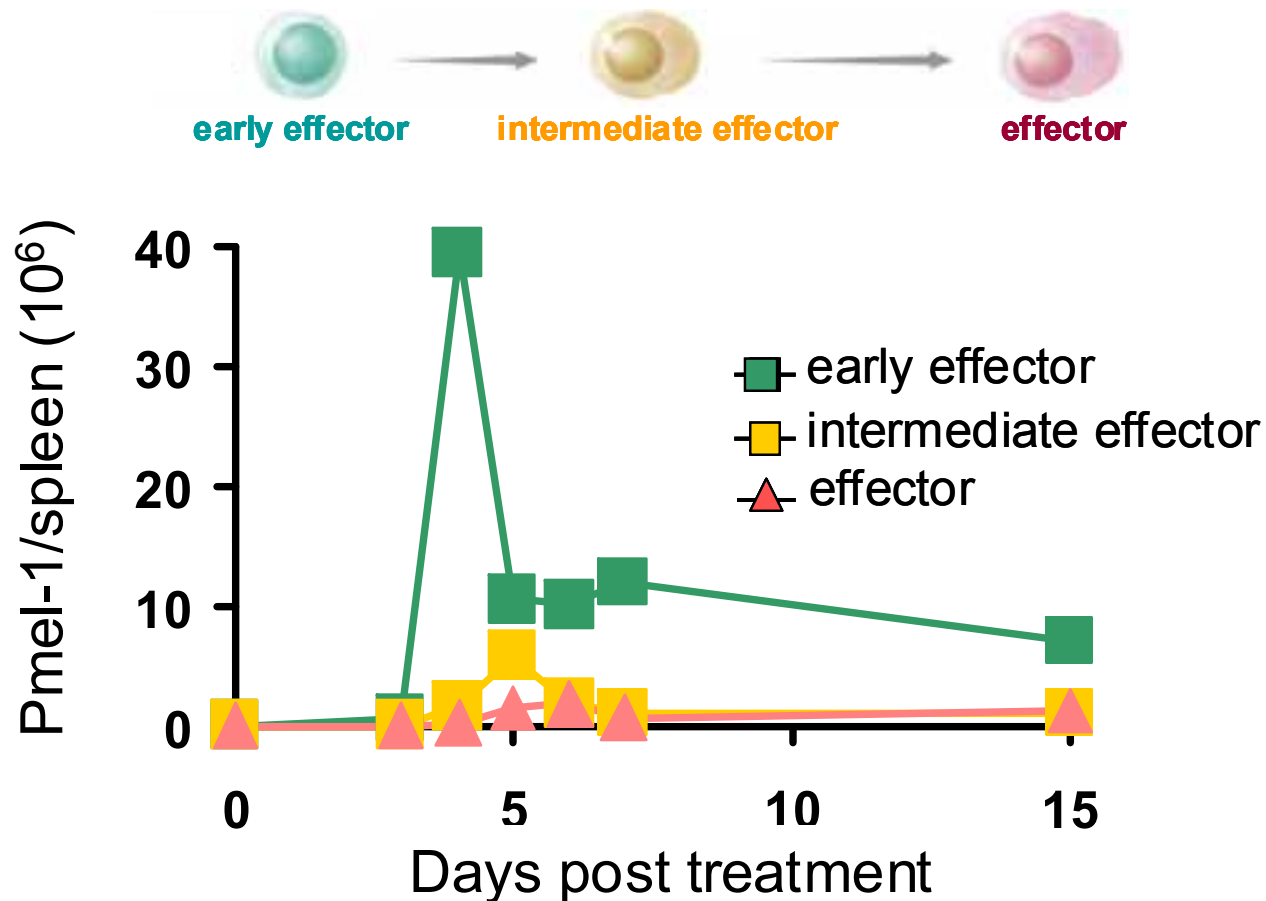 early effector
intermediate effector
effector
Pmel-1/spleen (10⁶)
40
30
20
10
0
early effector
intermediate effector
effector
0
5
10
15
Days post treatment